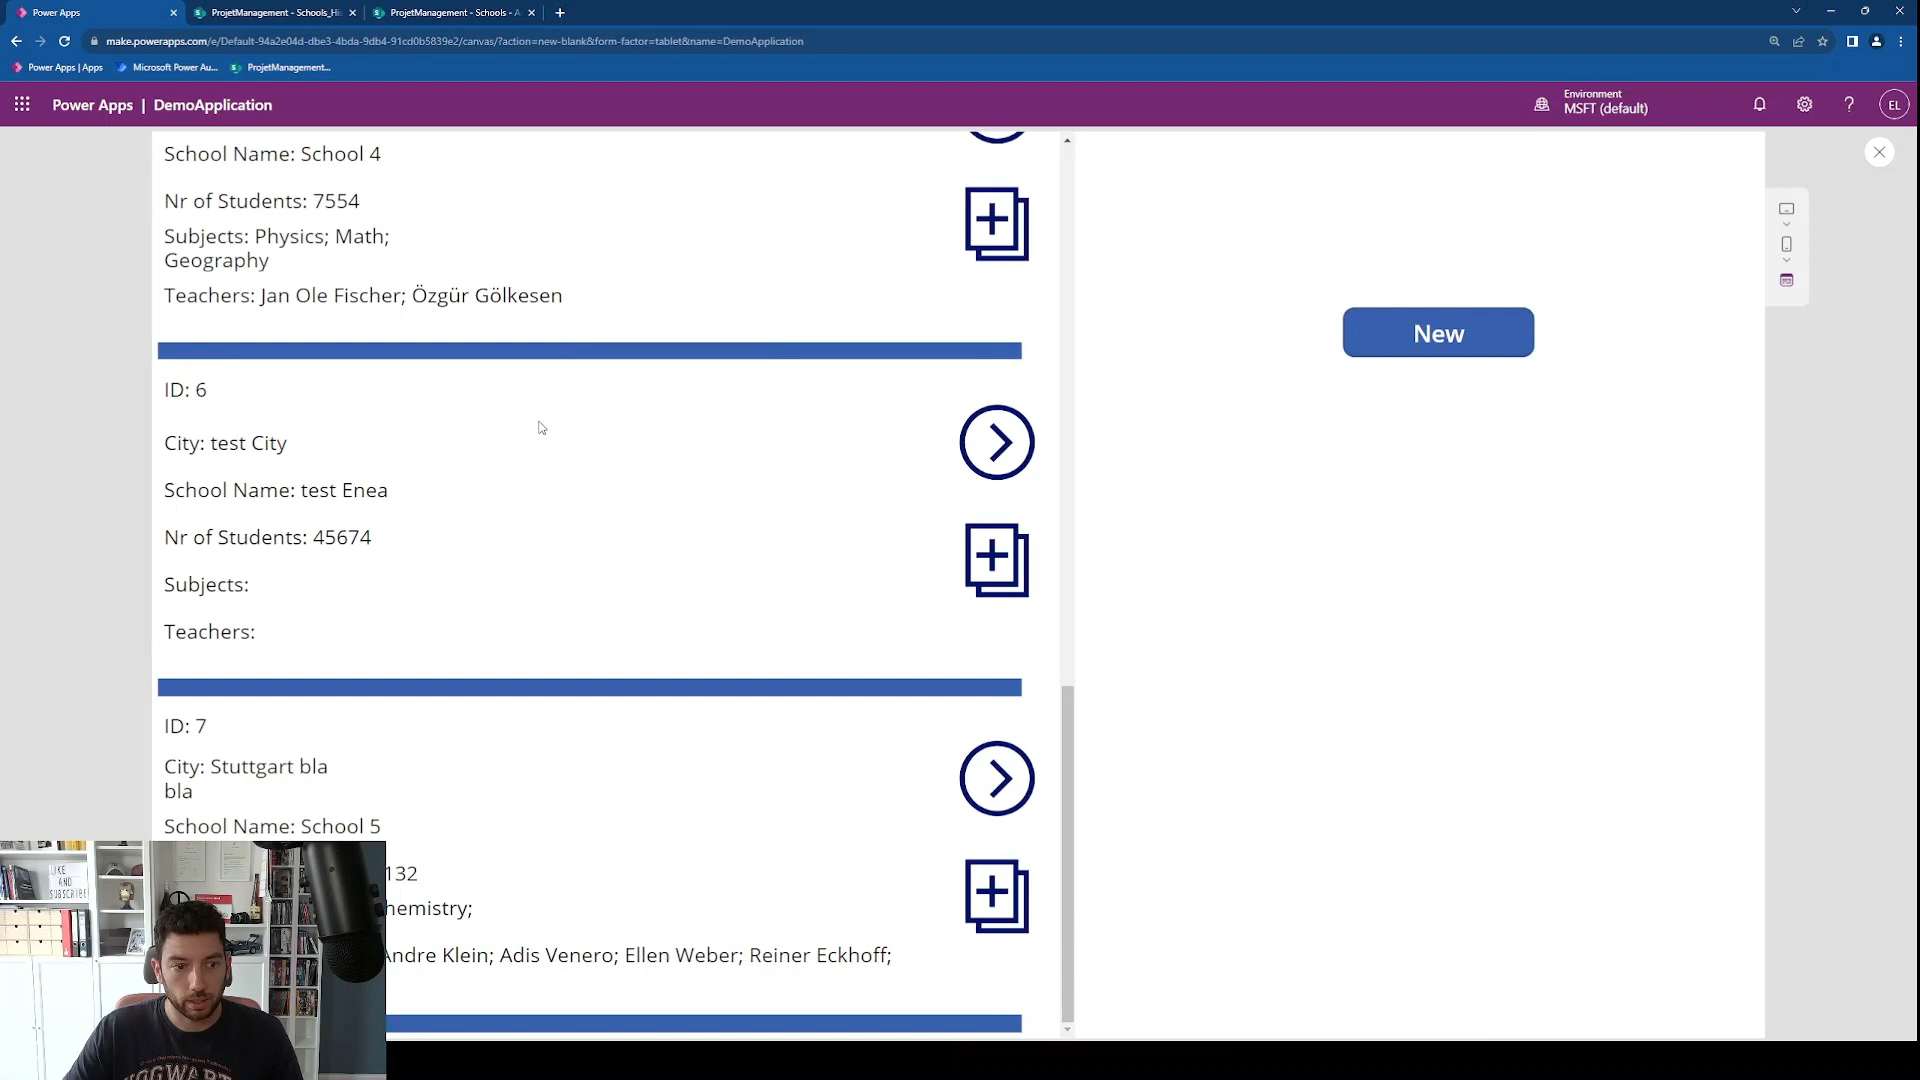 Power Apps
ProjetManagement - Schools_Hi
ProjetManagement - Schools - A
make.powerapps.com/e/Default-94a2e04d-dbe3-4bda-9db4-91cd0b5839e2/canvas/?action=new-blank&form-factor=tablet&name=DemoApplication
Power Apps | Apps
Microsoft Power Au...
ProjetManagement...
Power Apps | DemoApplication
Environment
MSFT (default)
EL
School Name: School 4
Nr of Students: 7554
Subjects: Physics; Math;
Geography
Teachers: Jan Ole Fischer; Özgür Gölkesen
New
ID: 6
City: test City
School Name: test Enea
Nr of Students: 45674
Subjects:
Teachers:
ID: 7
City: Stuttgart bla
bla
School Name: School 5
132
hemistry;
Andre Klein; Adis Venero; Ellen Weber; Reiner Eckhoff;
LIKE
AND
SUBSCRIBE